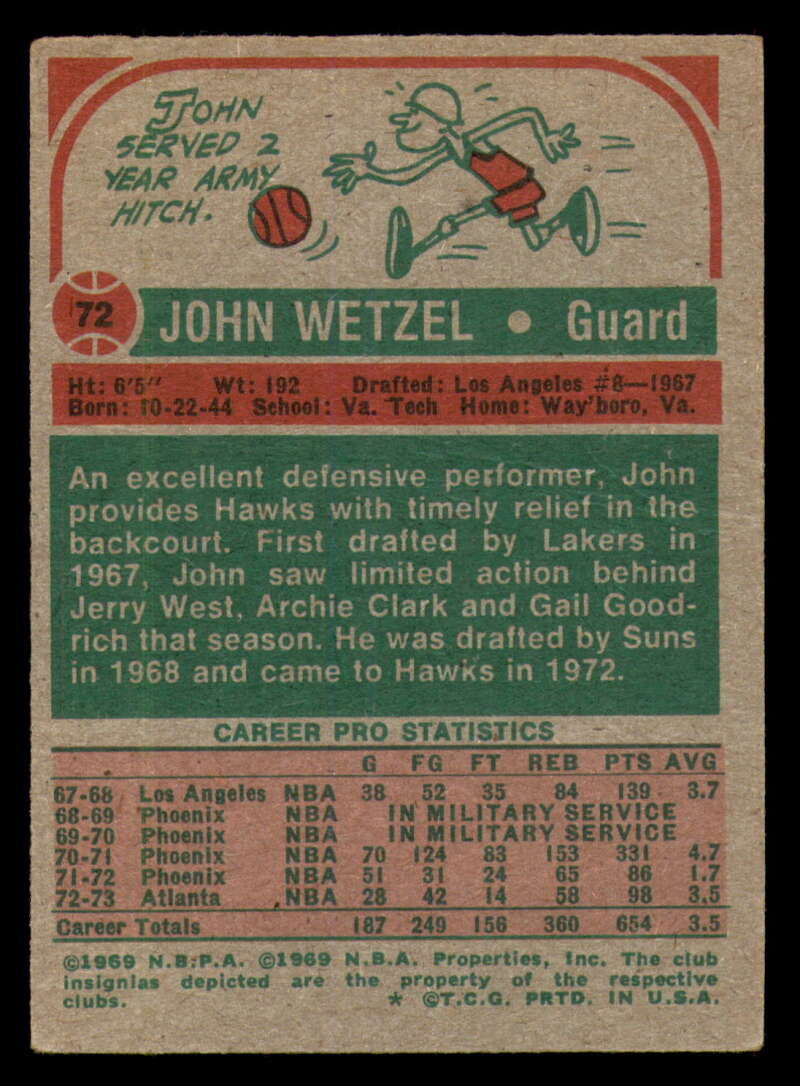 JOHN
SERVED 2
YEAR ARMY
HITCH.
72
JOHN WETZEL • Guard
Ht: 6'5" Wt: 192 Drafted: Los Angeles #8—1967
Born: 10-22-44 School: Va. Tech Home: Way'boro, Va.
An excellent defensive performer, John
provides Hawks with timely relief in the
backcourt. First drafted by Lakers in
1967, John saw limited action behind
Jerry West, Archie Clark and Gail Good-
rich that season. He was drafted by Suns
in 1968 and came to Hawks in 1972.
CAREER PRO STATISTICS
G FG FT REB PTS AVG
67-68 Los Angeles NBA 38 52 35 84 139 3.7
68-69 Phoenix NBA IN MILITARY SERVICE
69-70 Phoenix NBA IN MILITARY SERVICE
70-71 Phoenix NBA 70 124 83 153 331 4.7
71-72 Phoenix NBA 51 31 24 65 86 1.7
72-73 Atlanta NBA 28 42 14 58 98 3.5
Career Totals 187 249 156 360 654 3.5
©1969 N.B.P.A. ©1969 N.B.A. Properties, Inc. The club
insignias depicted are the property of the respective
clubs. * ©T.C.G. PRTD. IN U.S.A.